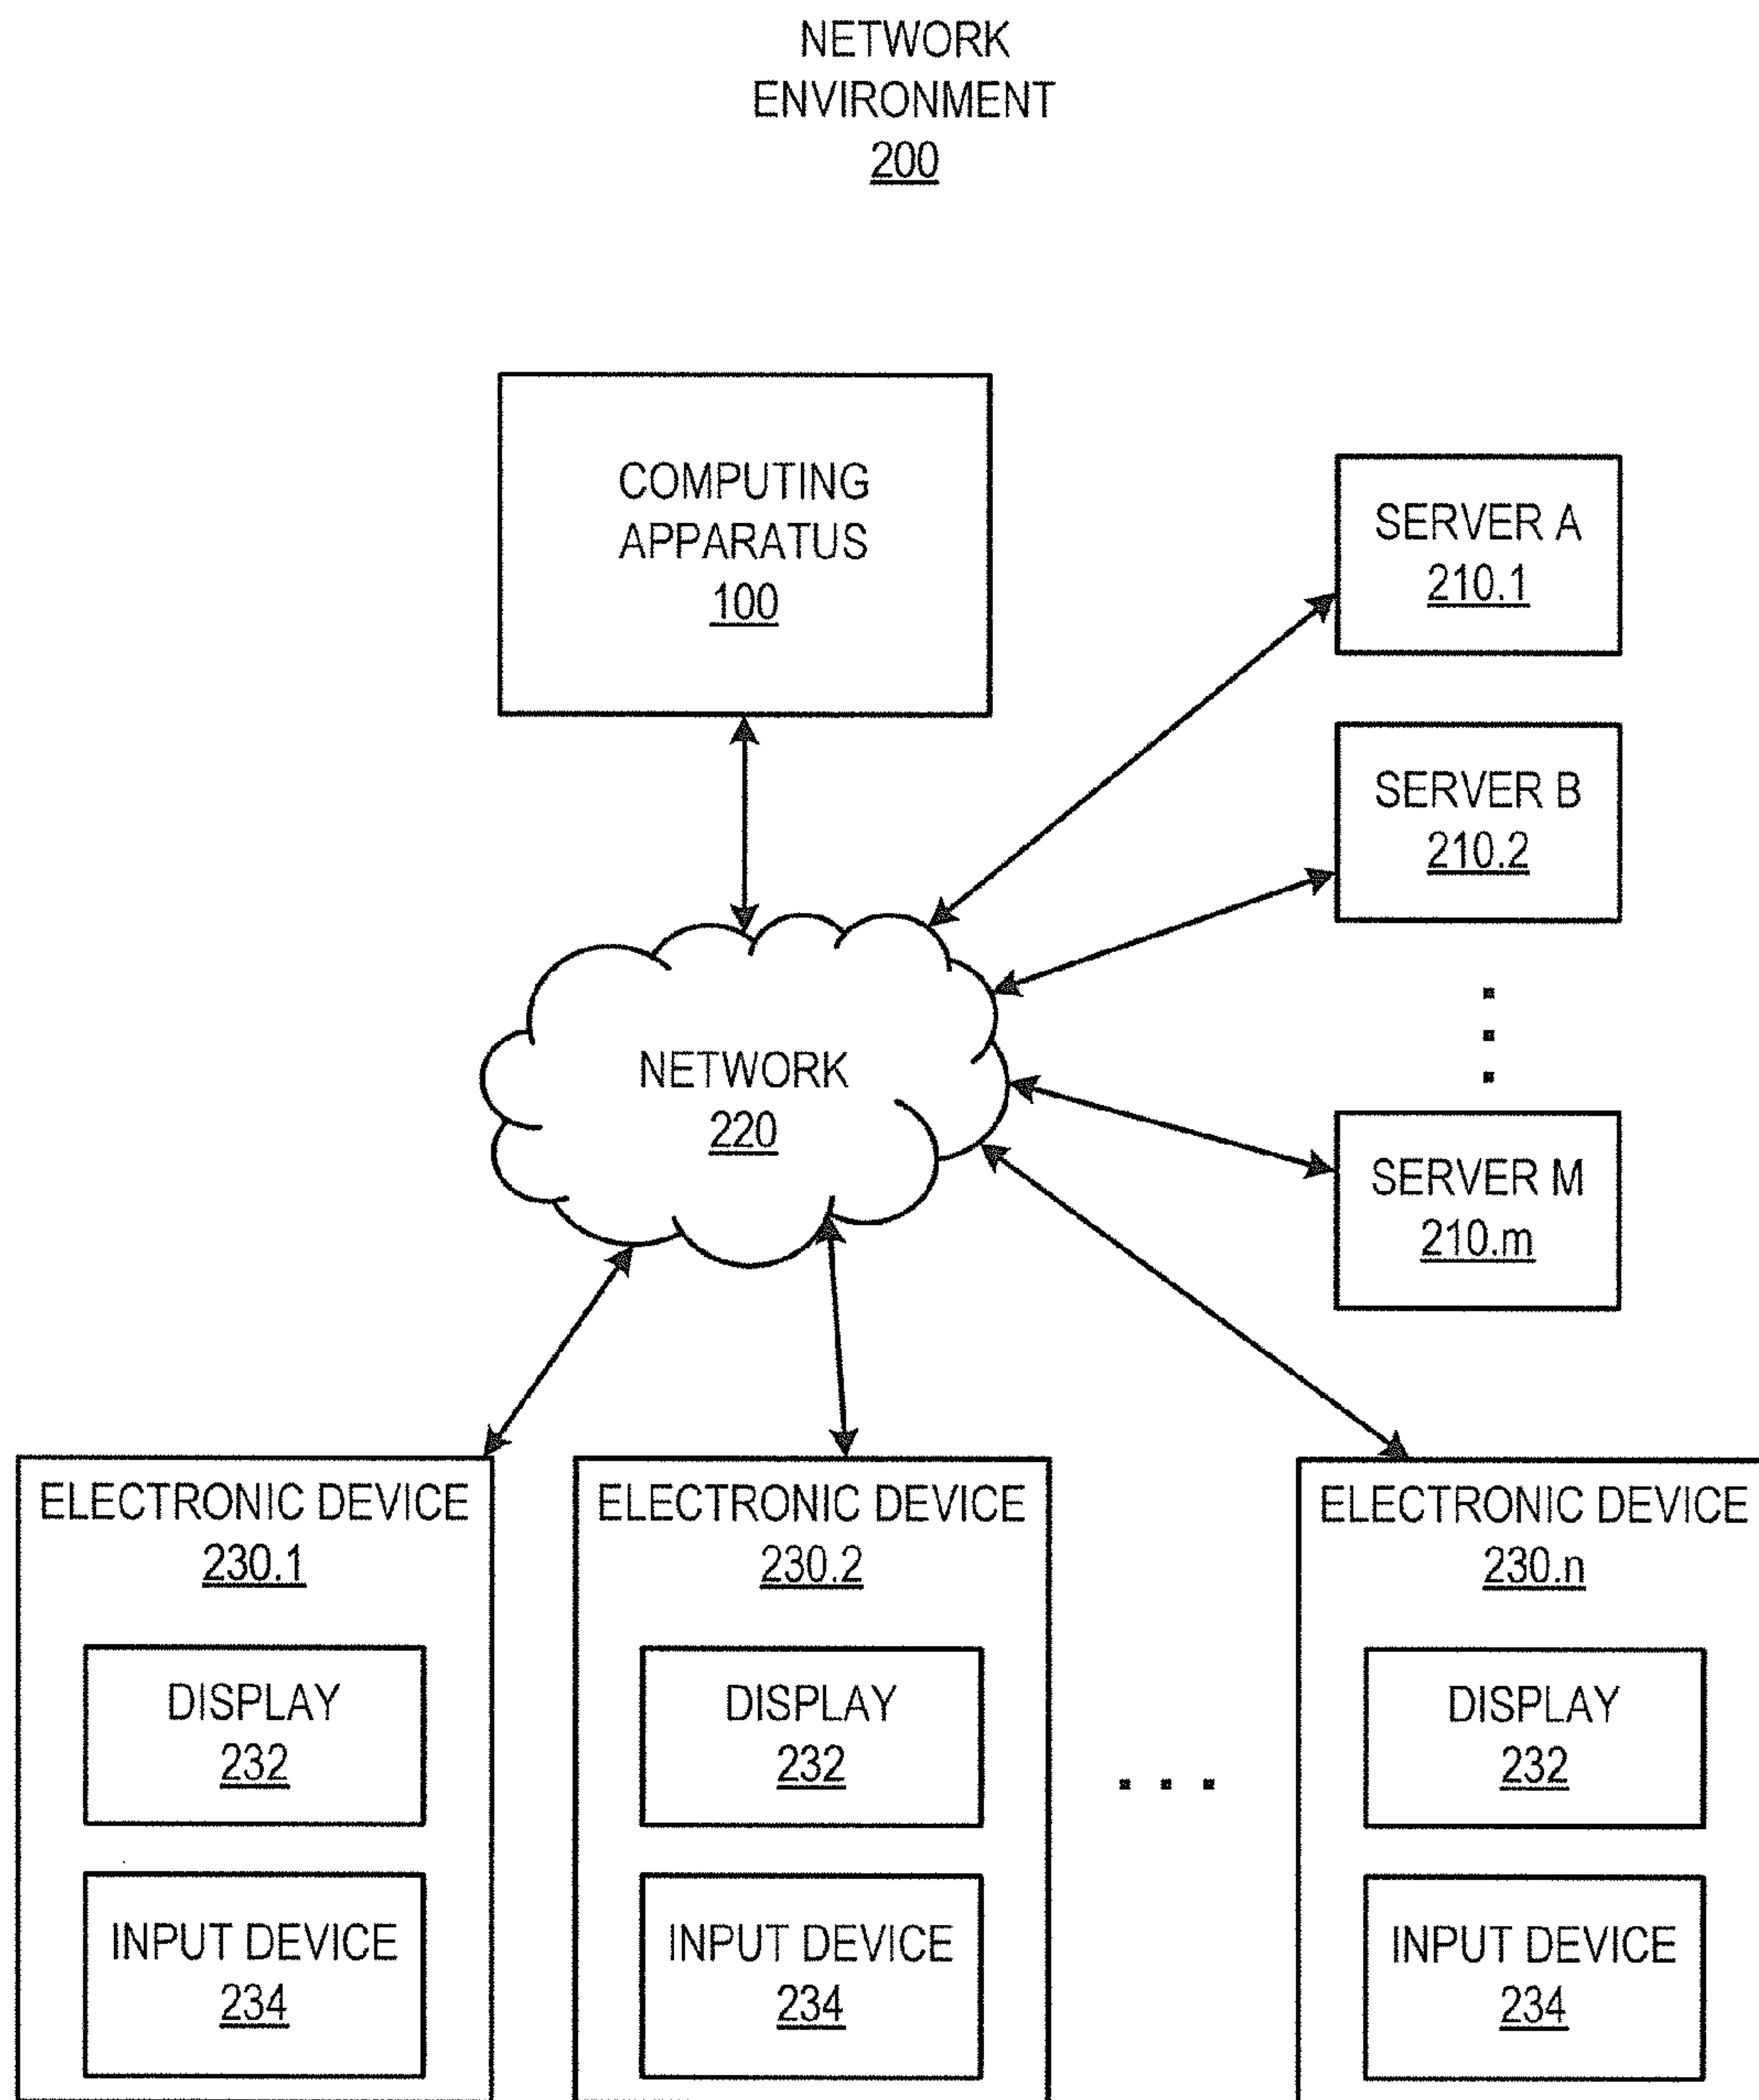 NETWORK
ENVIRONMENT
200
COMPUTING
APPARATUS
100
SERVER A
210.1
SERVER B
210.2
NETWORK
220
SERVER M
210.m
ELECTRONIC DEVICE
230.1
DISPLAY
232
INPUT DEVICE
234
ELECTRONIC DEVICE
230.2
DISPLAY
232
INPUT DEVICE
234
ELECTRONIC DEVICE
230.n
DISPLAY
232
INPUT DEVICE
234